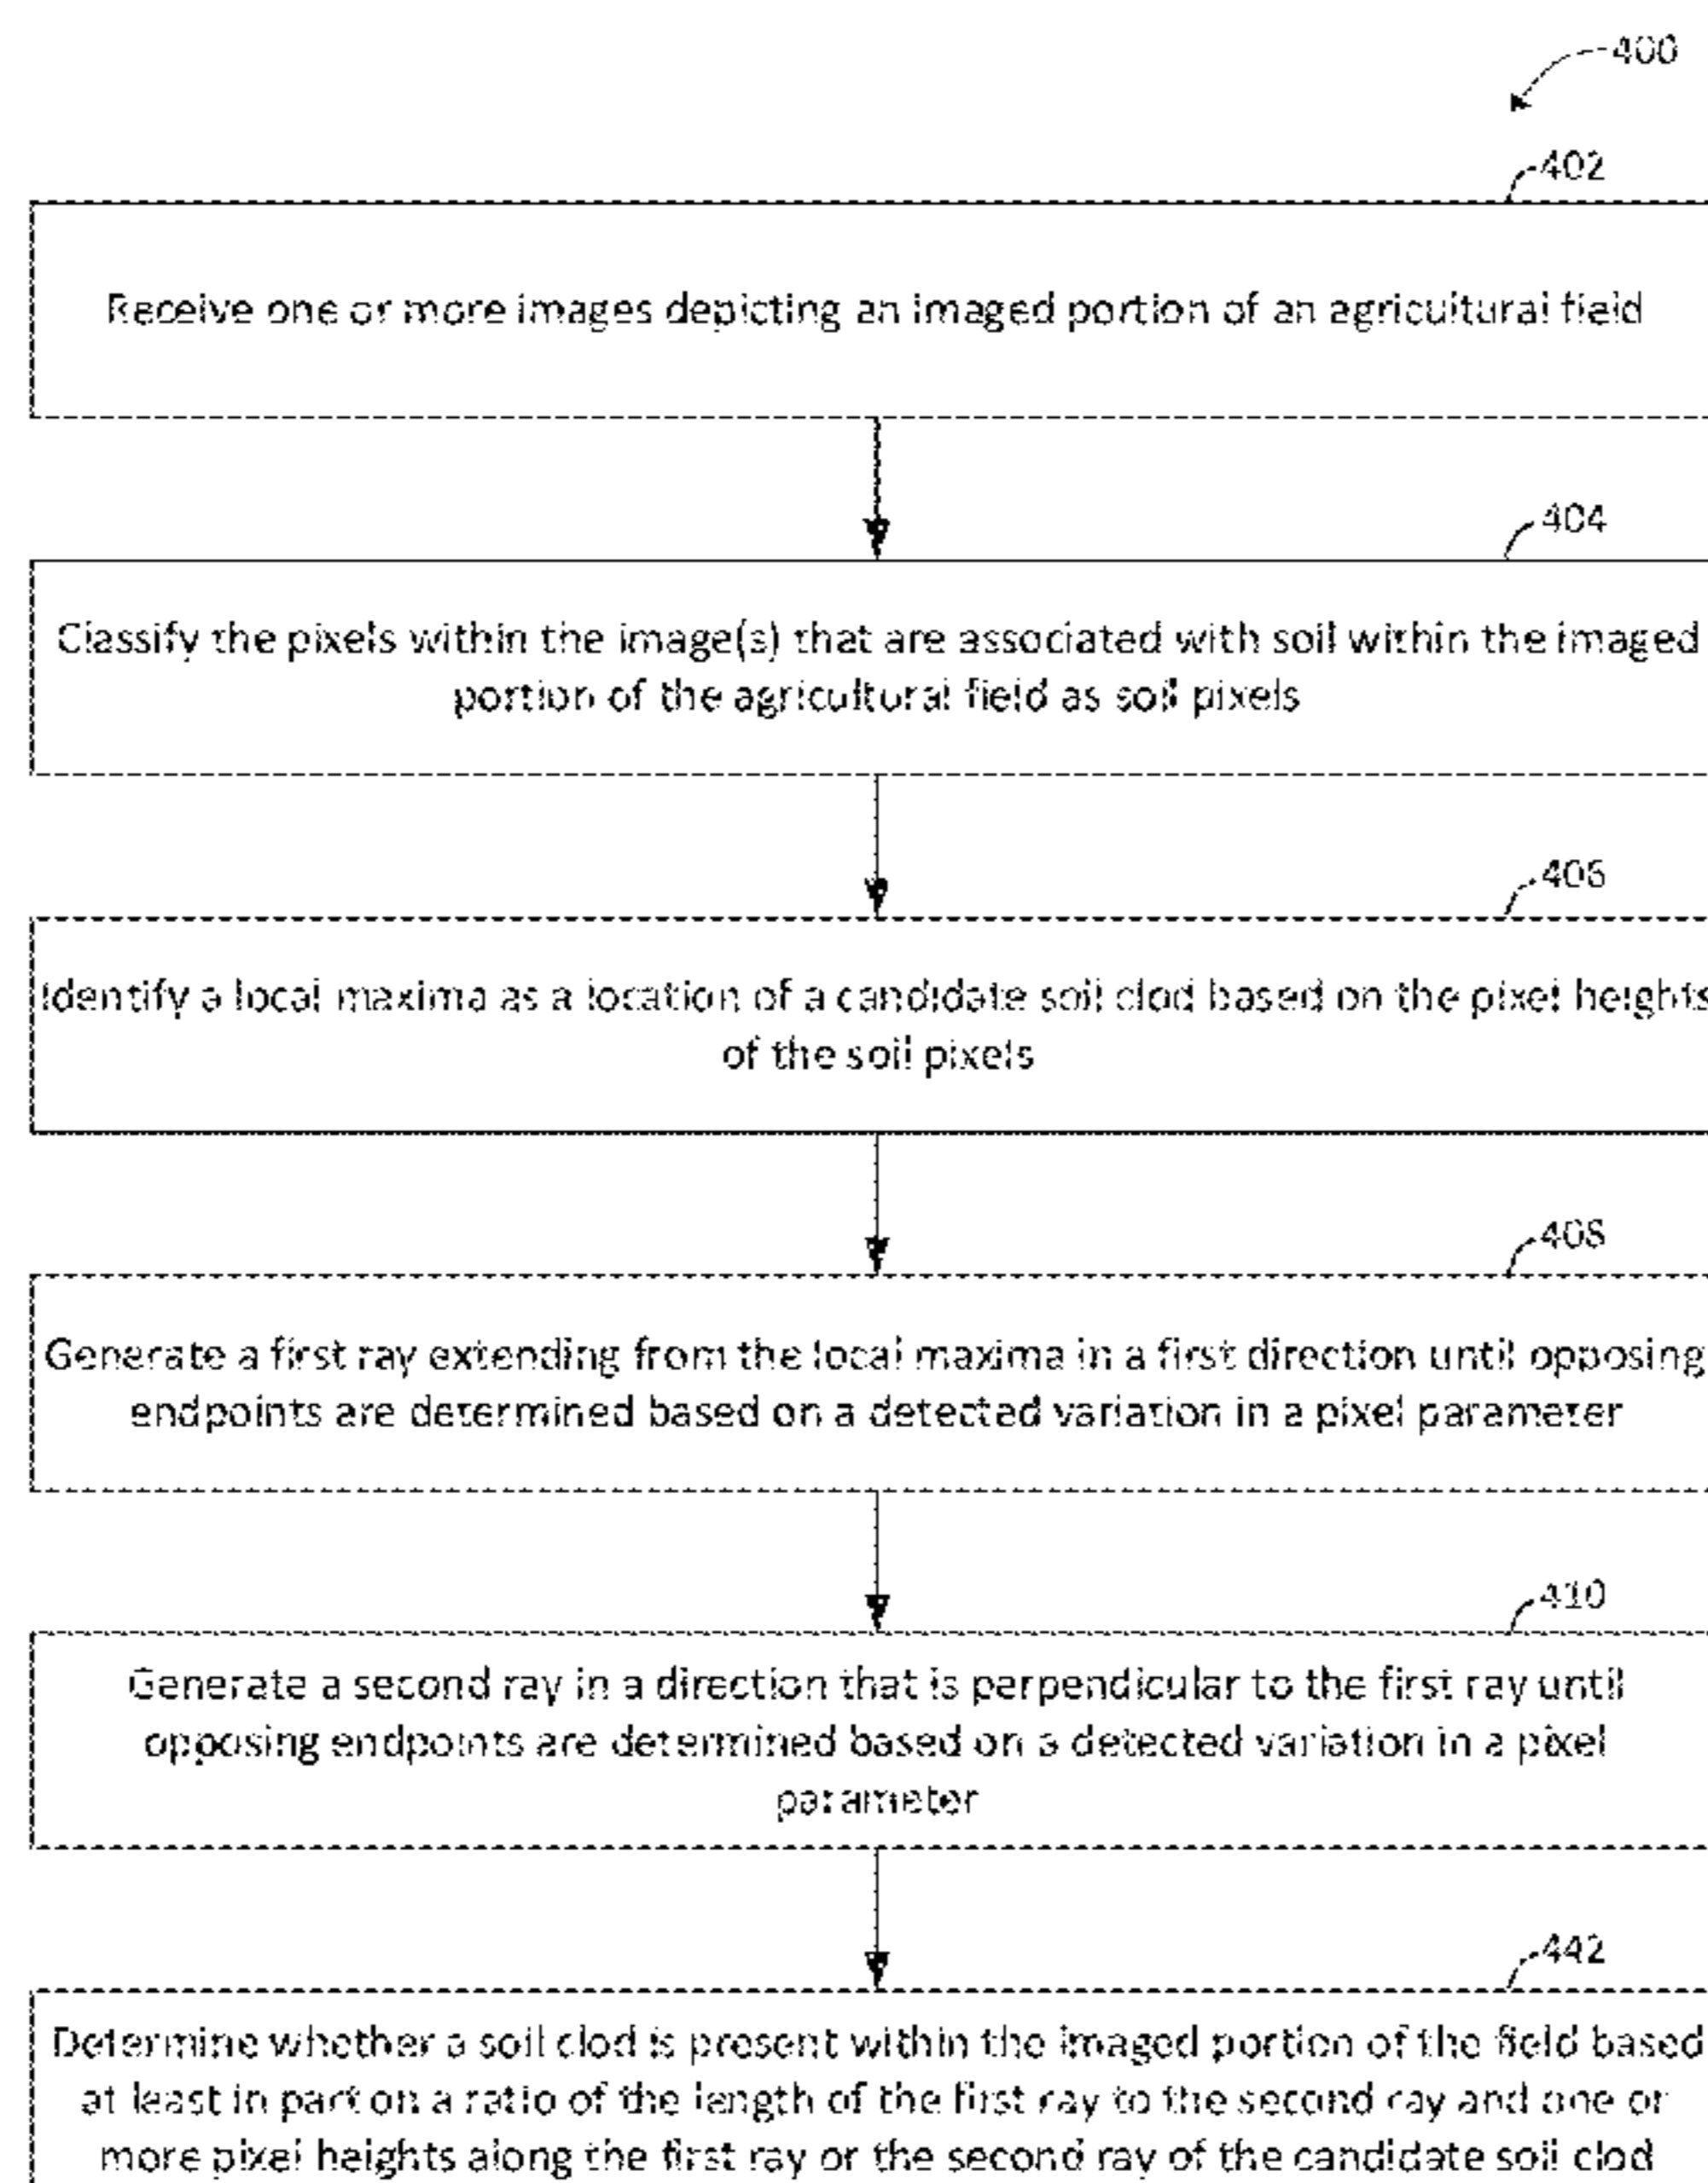 400
402
Receive one or more images depicting an imaged portion of an agricultural field
404
Classify the pixels within the image(s) that are associated with soil within the imaged
portion of the agricultural field as soil pixels
406
Identify a local maxima as a location of a candidate soil clod based on the pixel heights
of the soil pixels
408
Generate a first ray extending from the local maxima in a first direction until opposing
endpoints are determined based on a detected variation in a pixel parameter
410
Generate a second ray in a direction that is perpendicular to the first ray until
opposing endpoints are determined based on a detected variation in a pixel
parameter
442
Determine whether a soil clod is present within the imaged portion of the field based
at least in part on a ratio of the length of the first ray to the second ray and one or
more pixel heights along the first ray or the second ray of the candidate soil clod